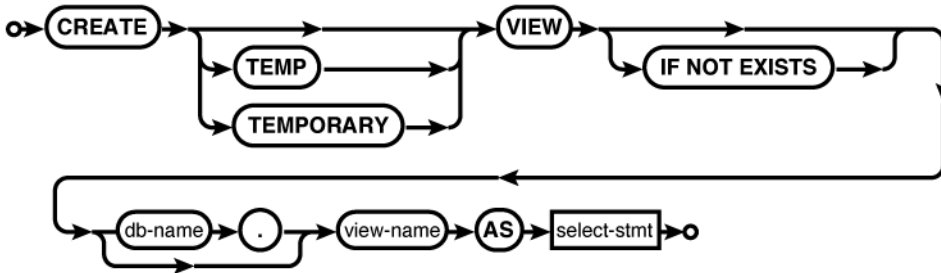 CREATE VIEW
TEMP IF NOT EXISTS
TEMPORARY
db-name . view-name AS select-stmt